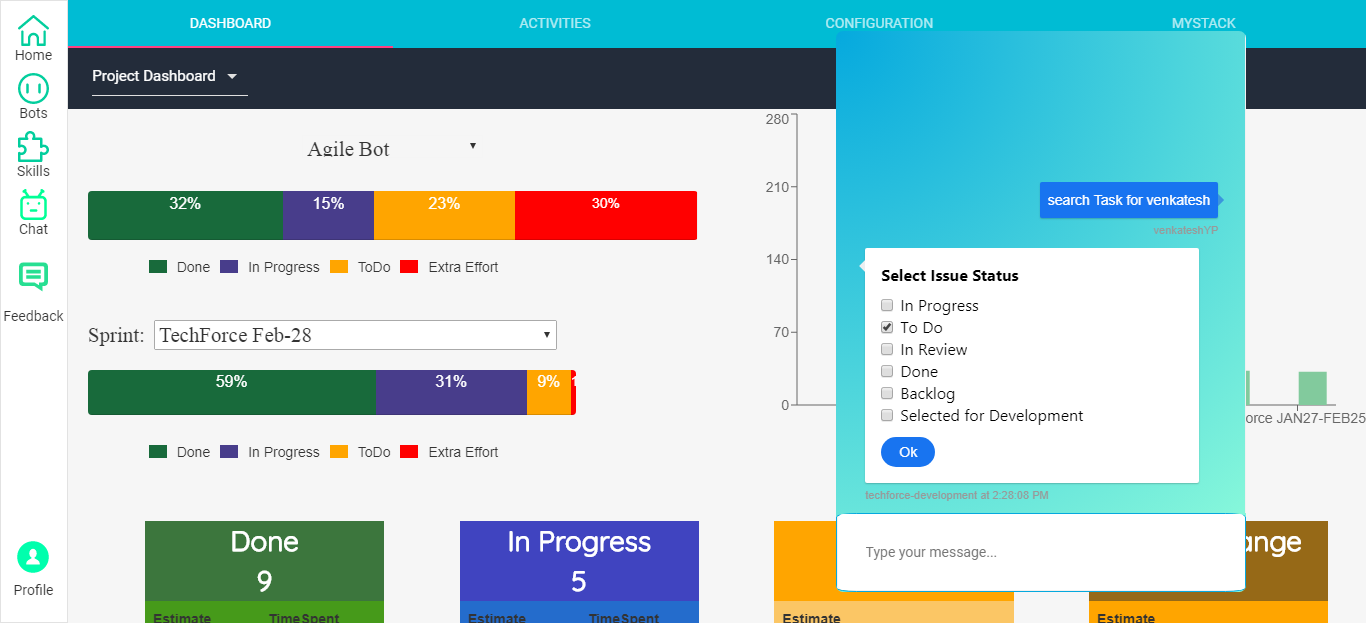 DASHBOARD
ACTIVITIES
CONFIGURATION
MYSTACK
Home
Bots
Skills
Chat
Feedback
Profile
Project Dashboard
Agile Bot
32%
15%
23%
30%
Done
In Progress
ToDo
Extra Effort
Sprint:
TechForce Feb-28
59%
31%
9%
Done
In Progress
ToDo
Extra Effort
280
210
140
70
0
orce JAN27-FEB25
search Task for venkatesh
venkateshYP
Select Issue Status
In Progress
To Do
In Review
Done
Backlog
Selected for Development
Ok
techforce-development at 2:28:08 PM
Type your message...
Done
9
Estimate
TimeSpent
In Progress
5
Estimate
TimeSpent
Estimate
ange
Estimate